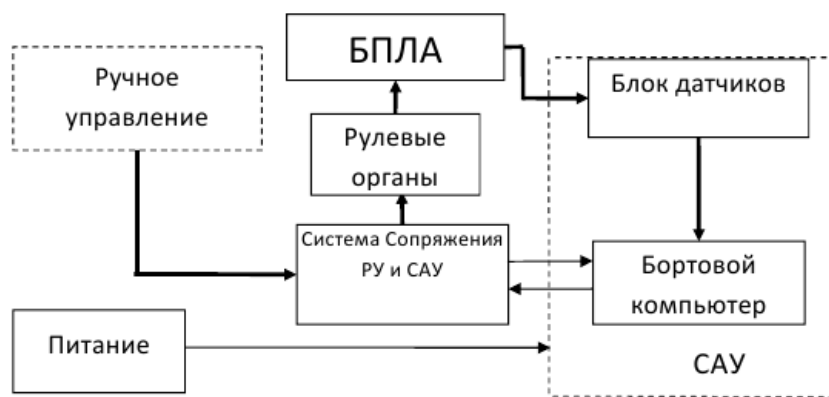 БПЛА
Ручное
управление
Блок датчиков
Рулевые
органы
Система Сопряжения
РУ и САУ
Бортовой
компьютер
Питание
САУ